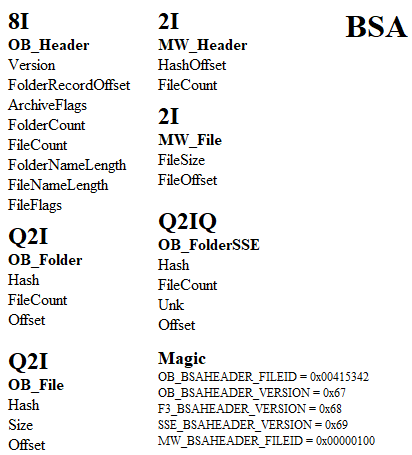 BSA
8I
OB_Header
Version
FolderRecordOffset
ArchiveFlags
FolderCount
FileCount
FolderNameLength
FileNameLength
FileFlags
Q2I
OB_Folder
Hash
FileCount
Offset
Q2I
OB_File
Hash
Size
Offset
2I
MW_Header
HashOffset
FileCount
2I
MW_File
FileSize
FileOffset
Q2IQ
OB_FolderSSE
Hash
FileCount
Unk
Offset
Magic
OB_BSAHEADER_FILEID = 0x00415342
OB_BSAHEADER_VERSION = 0x67
F3_BSAHEADER_VERSION = 0x68
SSE_BSAHEADER_VERSION = 0x69
MW_BSAHEADER_FILEID = 0x00000100